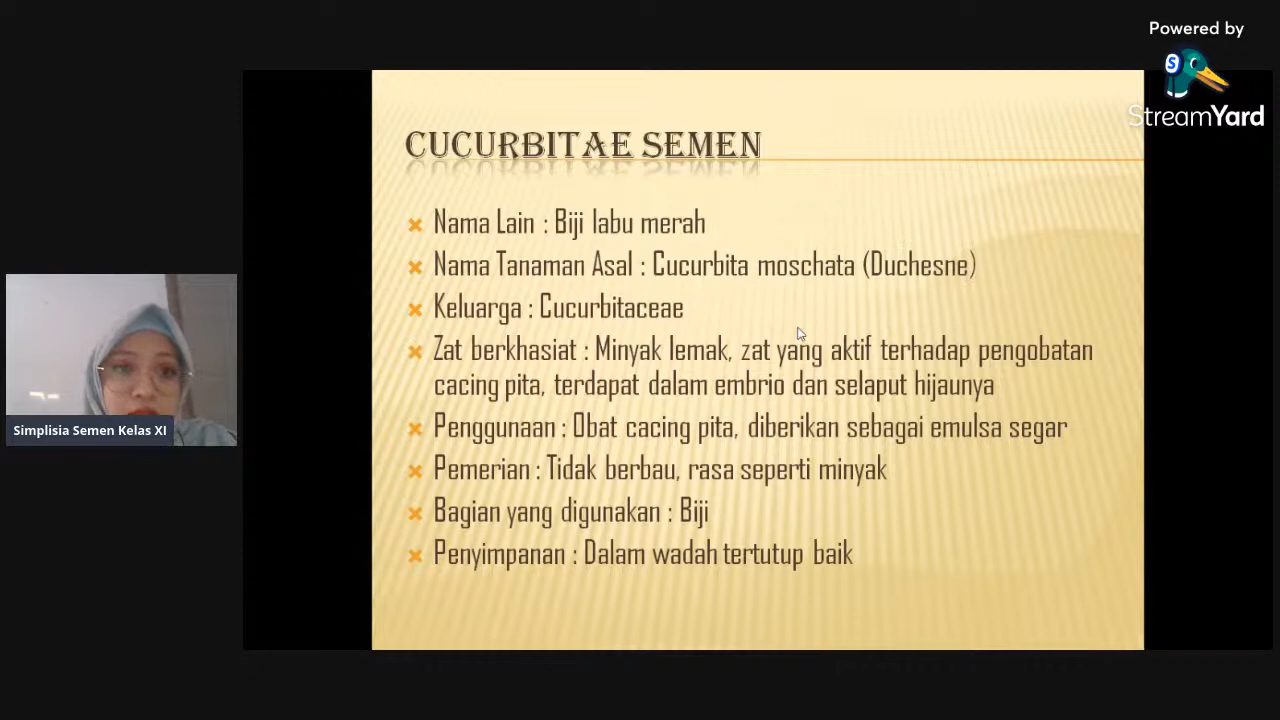 Powered by
StreamYard
CUCURBITAE SEMEN
Nama Lain : Biji labu merah
Nama Tanaman Asal : Cucurbita moschata (Duchesne)
Keluarga : Cucurbitaceae
Zat berkhasiat : Minyak lemak, zat yang aktif terhadap pengobatan
cacing pita, terdapat dalam embrio dan selaput hijaunya
Penggunaan : Obat cacing pita, diberikan sebagai emulsa segar
Pemerian : Tidak berbau, rasa seperti minyak
Bagian yang digunakan : Biji
Penyimpanan : Dalam wadah tertutup baik
Simplisia Semen Kelas XI